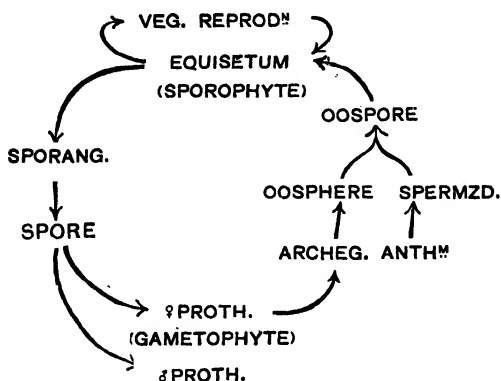 VEG. REPRODᴺ
EQUISETUM
(SPOROPHYTE)
OOSPORE
SPORANG.
OOSPHERE SPERMZD.
SPORE
ARCHEG. ANTHᴹ
♀PROTH.
(GAMETOPHYTE)
♂PROTH.